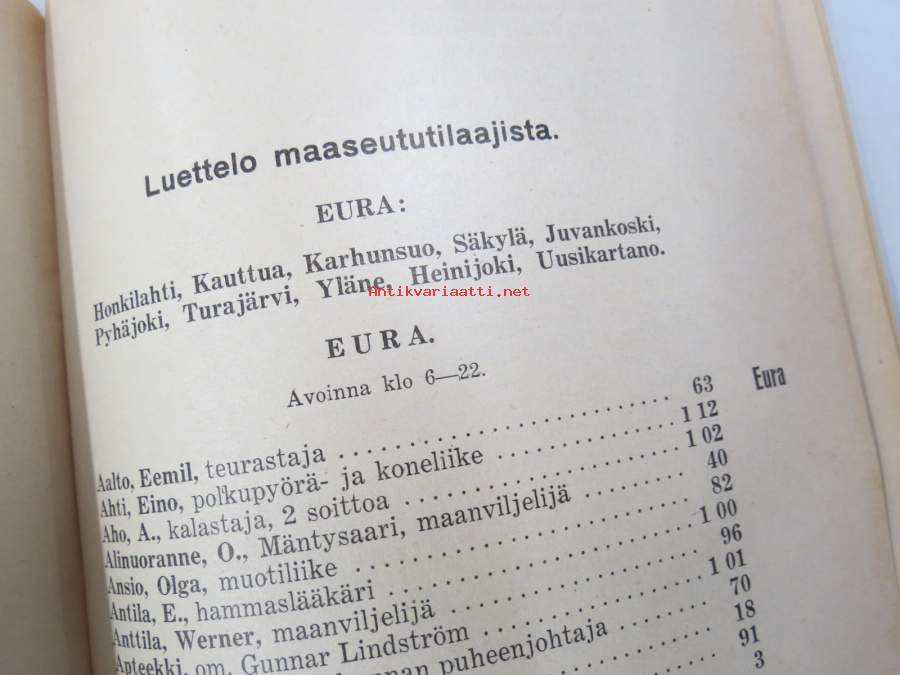 Luettelo maaseututilaajista.
EURA:
Honkilahti, Kauttua, Karhunsuo, Säkylä, Juvankoski,
Pyhäjoki, Turajärvi, Yläne, Heinijoki, Uusikartano.
Antikvariaatti.net
EURA.
Avoinna klo 6—22.
Eura
Aalto, Eemil, teurastaja 63
Ahti, Eino, polkupyörä- ja koneliike 1 12
Aho, A., kalastaja, 2 soittoa 1 02
Alinuoranne, O., Mäntysaari, maanviljelijä 40
Ansio, Olga, muotiliike 82
Antila, E., hammaslääkäri 1 00
Anttila, Werner, maanviljelijä 96
Apteekki, om. Gunnar Lindström 1 01
puheenjohtaja 70
18
91
3